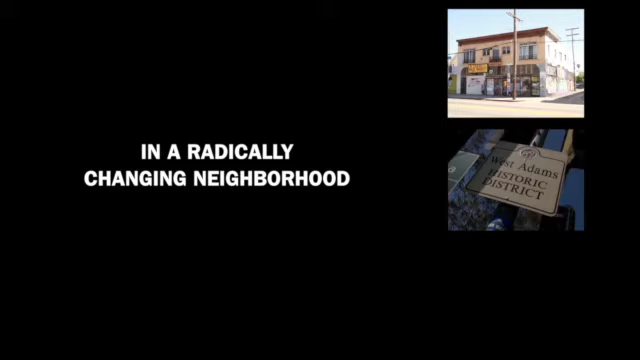 IN A RADICALLY
CHANGING NEIGHBORHOOD
West Adams
HISTORIC
DISTRICT